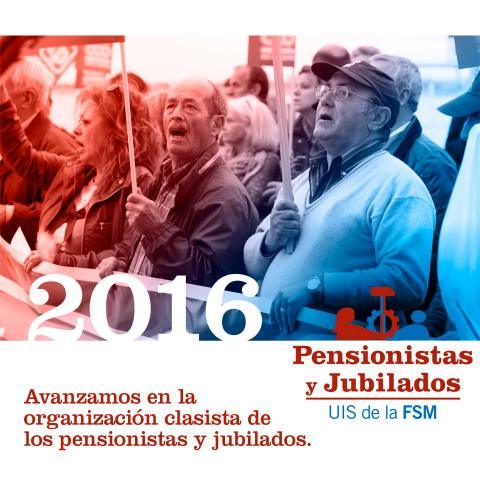 2016
Pensionistas
y Jubilados
UIS de la FSM
Avanzamos en la
organización clasista de
los pensionistas y jubilados.